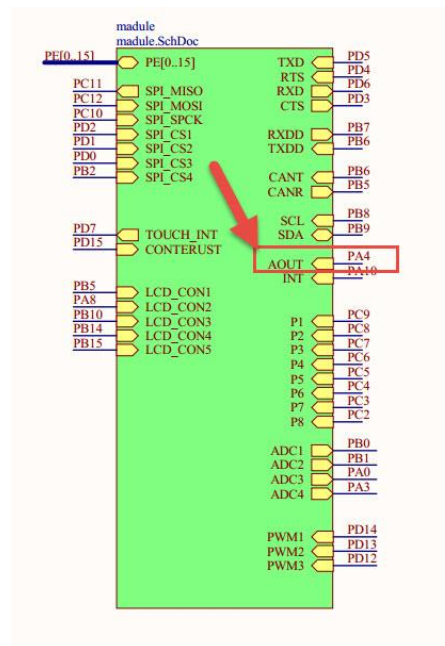 module
module.SchDoc
PE[0..15] PE[0..15]
PC11 SPI_MISO
PC12 SPI_MOSI
PC10 SPI_SPCK
PD2 SPI_CS1
PD1 SPI_CS2
PD0 SPI_CS3
PB2 SPI_CS4
PD7 TOUCH_INT
PD15 CONTERUST
PB5 LCD_CON1
PA8 LCD_CON2
PB10 LCD_CON3
PB14 LCD_CON4
PB15 LCD_CON5
TXD PD5
RTS PD4
RXD PD6
CTS PD3
RXDD PB7
TXDD PB6
CANT PB6
CANR PB5
SCL PB8
SDA PB9
AOUT PA4
INT PA10
P1 PC9
P2 PC8
P3 PC7
P4 PC6
P5 PC5
P6 PC4
P7 PC3
P8 PC2
ADC1 PB0
ADC2 PB1
ADC3 PA0
ADC4 PA3
PWM1 PD14
PWM2 PD13
PWM3 PD12